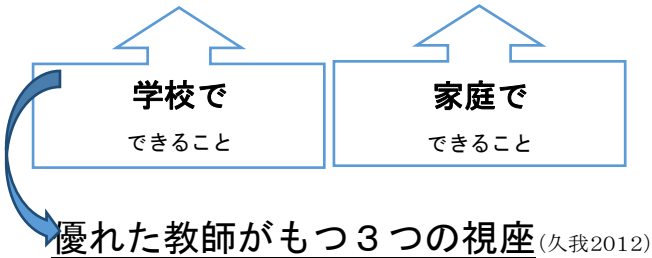 学校で
できること
家庭で
できること
優れた教師がもつ３つの視座(久我2012)